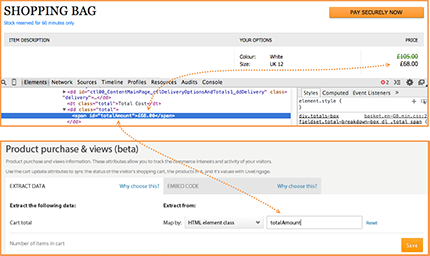 SHOPPING BAG
PAY SECURELY NOW
Stock reserved for 60 minutes only
ITEM DESCRIPTION YOUR OPTIONS PRICE
Colour: White £105.00
Size: UK 12 £68.00
Elements Network Sources Timeline Profiles Resources Audits Console
<dd id="ctl00_ContentMainPage_ctlDeliveryOptionsAndTotals1_ddDelivery" class=
"delivery">…</dd>
<dt class="total">Total Cost</dt>
<dd class="total">
<span id="totalAmount">£68.00</span>
</dd>
Styles Computed Event Listeners
element.style {
}
div.totals basket.en-GB.min.css:2
fieldset.total-breakdown dl .total span {
Product purchase & views (beta)
Product purchase and views information. These attributes allow you to track the commerce interests and activity of your visitors.
Use the cart update attributes to sync the status of the visitor's shopping cart, the products in it, and it's values with LiveEngage.
EXTRACT DATA Why choose this? EMBED CODE Why choose this?
Extract the following data: Extract from:
Cart total Map by: HTML element class totalAmount Reset
Number of items in cart
Save